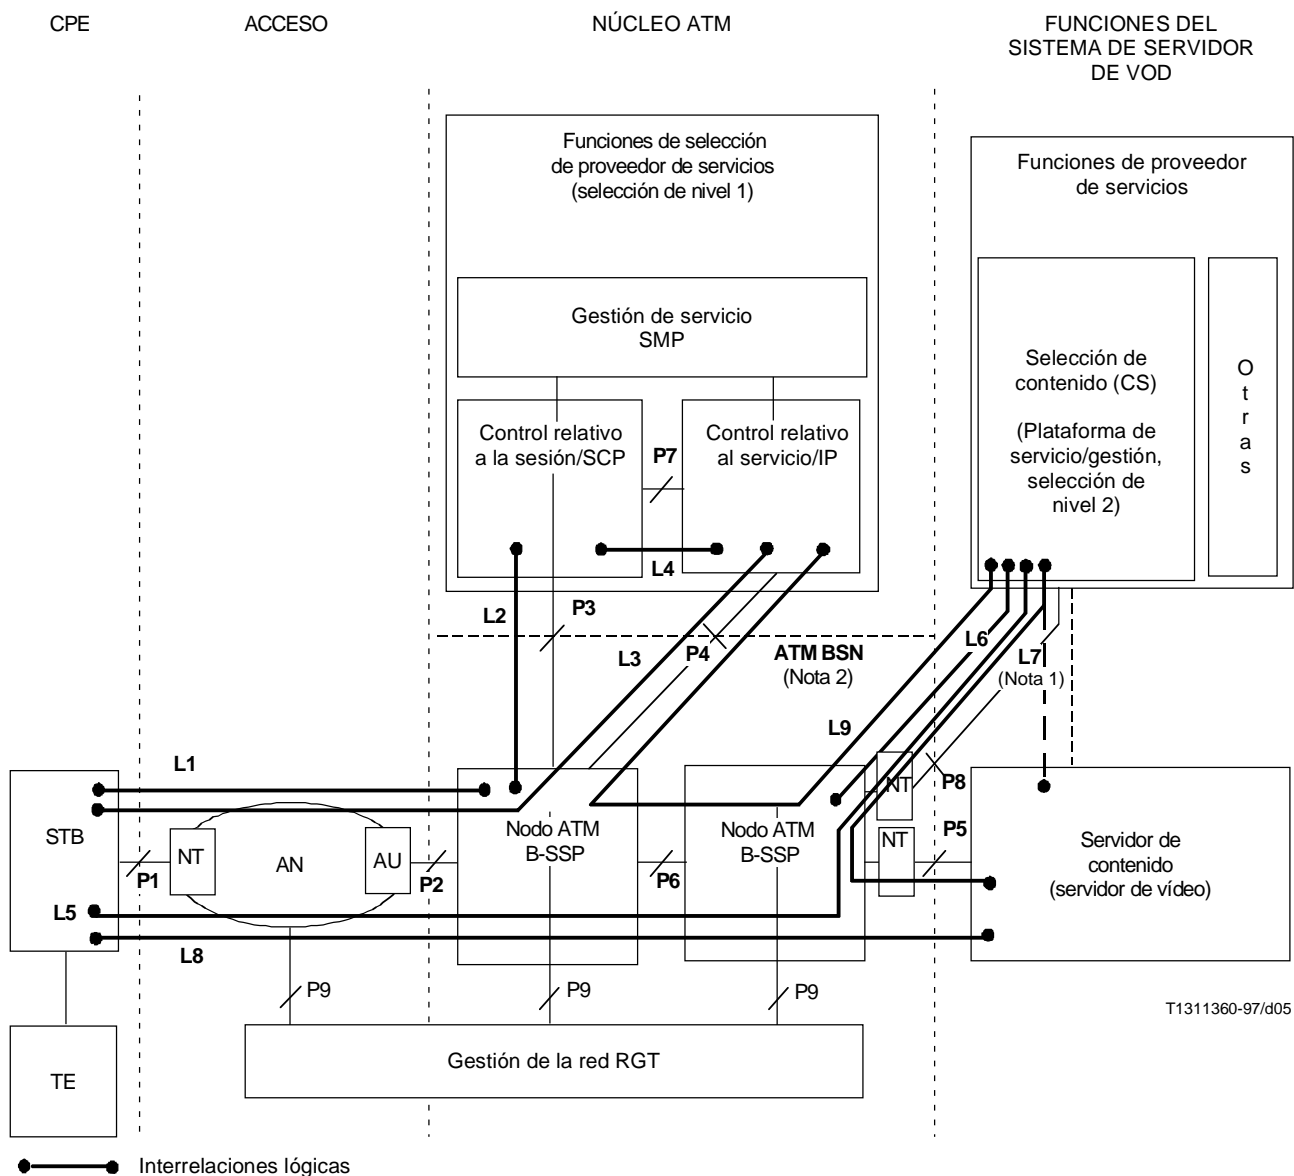 CPE
ACCESO
NÚCLEO ATM
FUNCIONES DEL
SISTEMA DE SERVIDOR
DE VOD
Funciones de selección
de proveedor de servicios
(selección de nivel 1)
Funciones de proveedor
de servicios
Gestión de servicio
SMP
Selección de
contenido (CS)
(Plataforma de
servicio/gestión,
selección de
nivel 2)
O
t
r
a
s
Control relativo
a la sesión/SCP
P7
Control relativo
al servicio/IP
L4
L2
P3
L3
P4
ATM BSN
(Nota 2)
L6
L7
(Nota 1)
L9
L1
STB
P1
NT
AN
AU
P2
Nodo ATM
B-SSP
P6
Nodo ATM
B-SSP
NT
P8
NT
P5
Servidor de
contenido
(servidor de vídeo)
L5
L8
P9
P9
P9
T1311360-97/d05
TE
Gestión de la red RGT
Interrelaciones lógicas